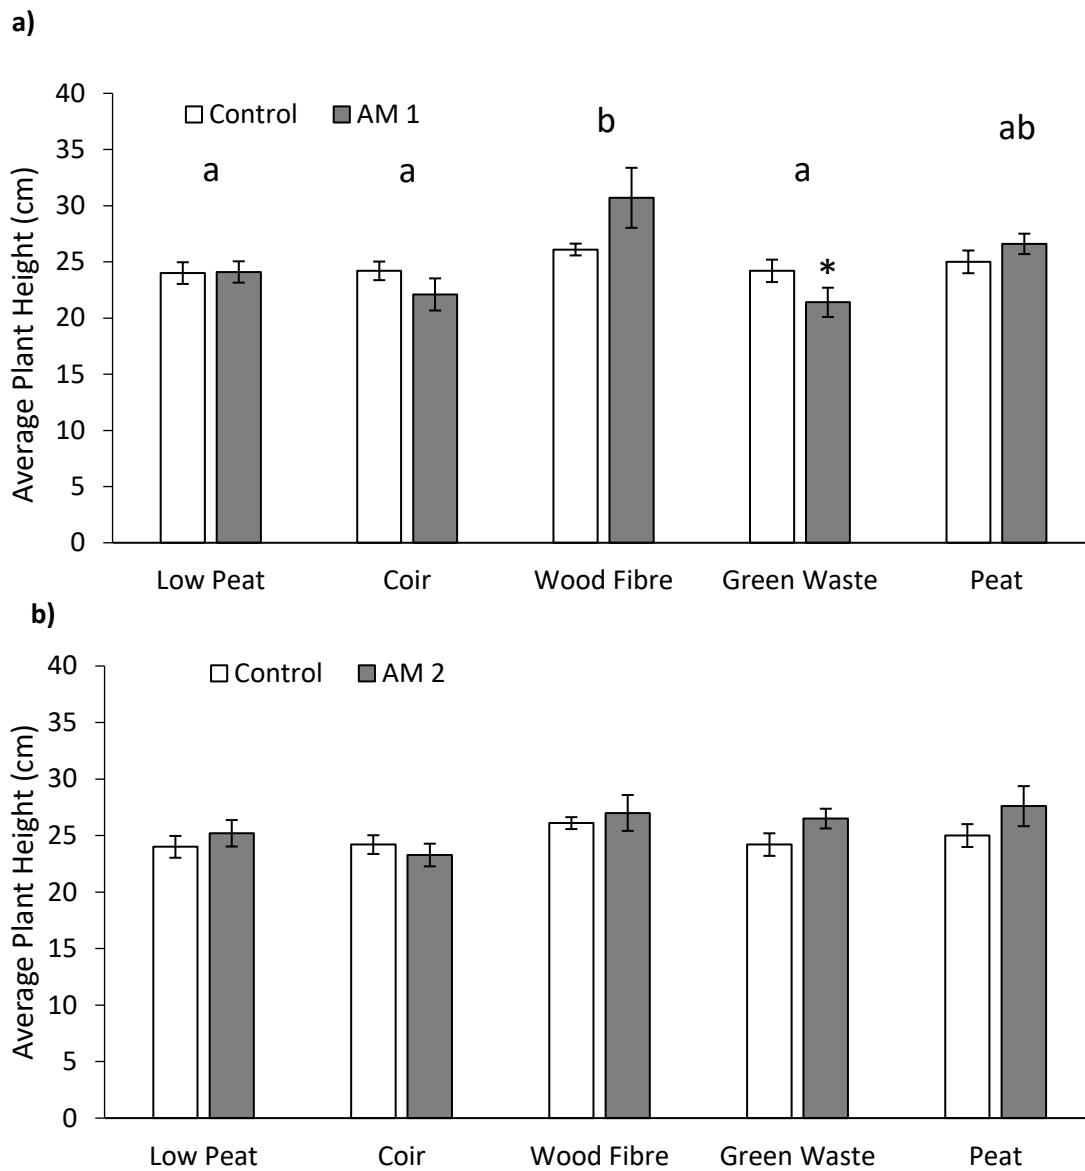 a)
Average Plant Height (cm)
40
35
30
25
20
15
10
5
0
Control AM 1
a a b a ab
*
Low Peat Coir Wood Fibre Green Waste Peat
b)
Average Plant Height (cm)
40
35
30
25
20
15
10
5
0
Control AM 2
Low Peat Coir Wood Fibre Green Waste Peat